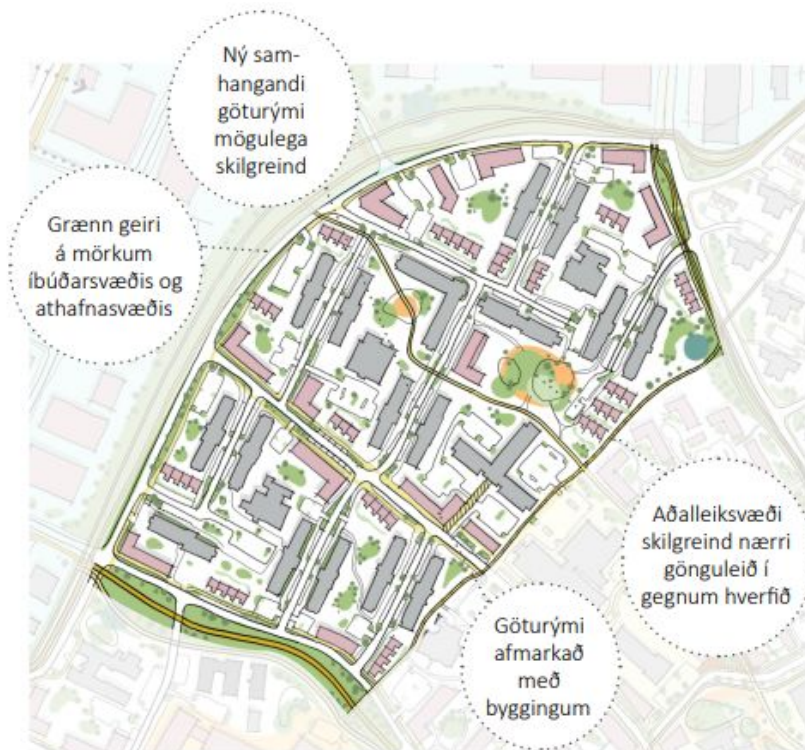 Ný sam-
hangandi
göturými
mögulega
skilgreind
Grænn geiri
á mörkum
íbúðarsvæðis og
athafnasvæðis
Aðalleiksvæði
skilgreind nærri
gönguleið í
gegnum hverfið
Göturými
afmarkað
með
byggingum